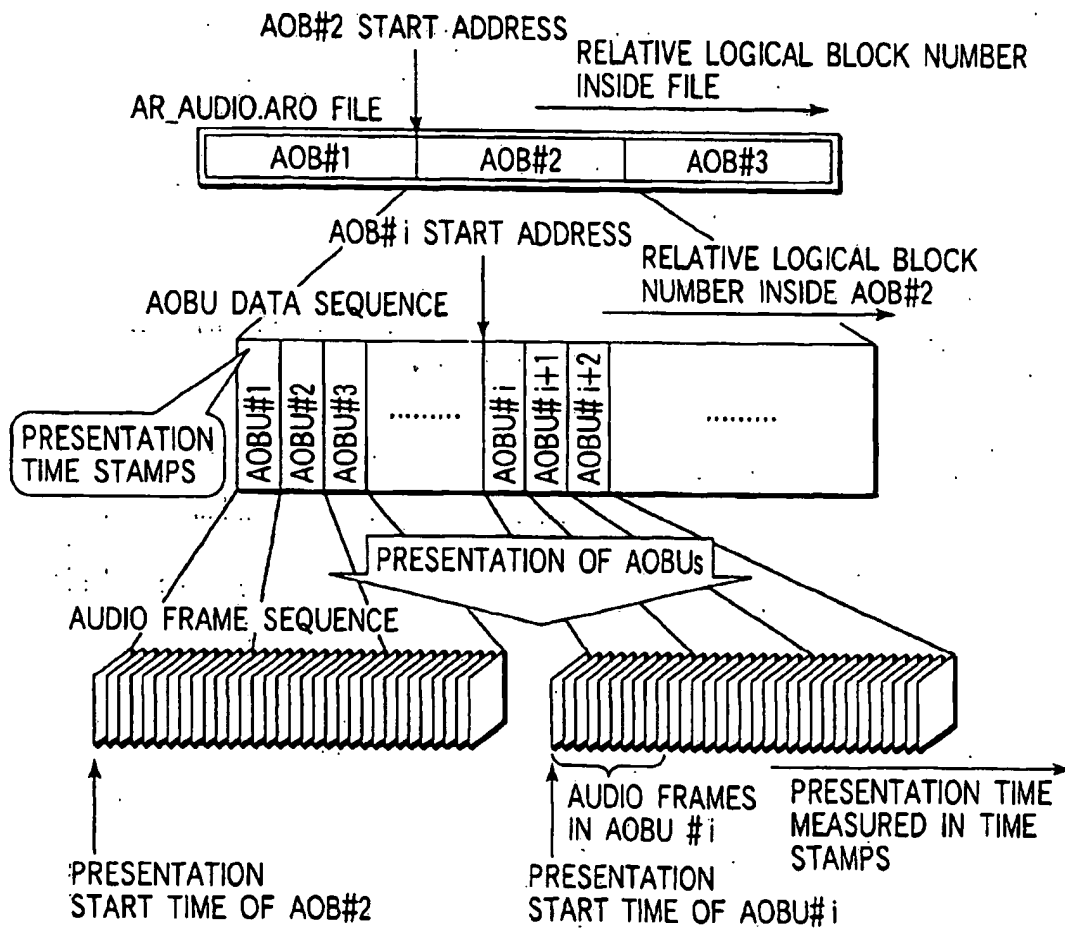 AOB#2 START ADDRESS
RELATIVE LOGICAL BLOCK NUMBER
INSIDE FILE
AR_AUDIO.ARO FILE
AOB#1
AOB#2
AOB#3
AOB# i START ADDRESS
RELATIVE LOGICAL BLOCK
NUMBER INSIDE AOB#2
AOBU DATA SEQUENCE
AOBU#1
AOBU#2
AOBU#3
.........
AOBU# i
AOBU# i+1
AOBU# i+2
.........
PRESENTATION
TIME STAMPS
PRESENTATION OF AOBUs
AUDIO FRAME SEQUENCE
AUDIO FRAMES
IN AOBU # i
PRESENTATION TIME
MEASURED IN TIME
STAMPS
PRESENTATION
START TIME OF AOB#2
PRESENTATION
START TIME OF AOBU# i